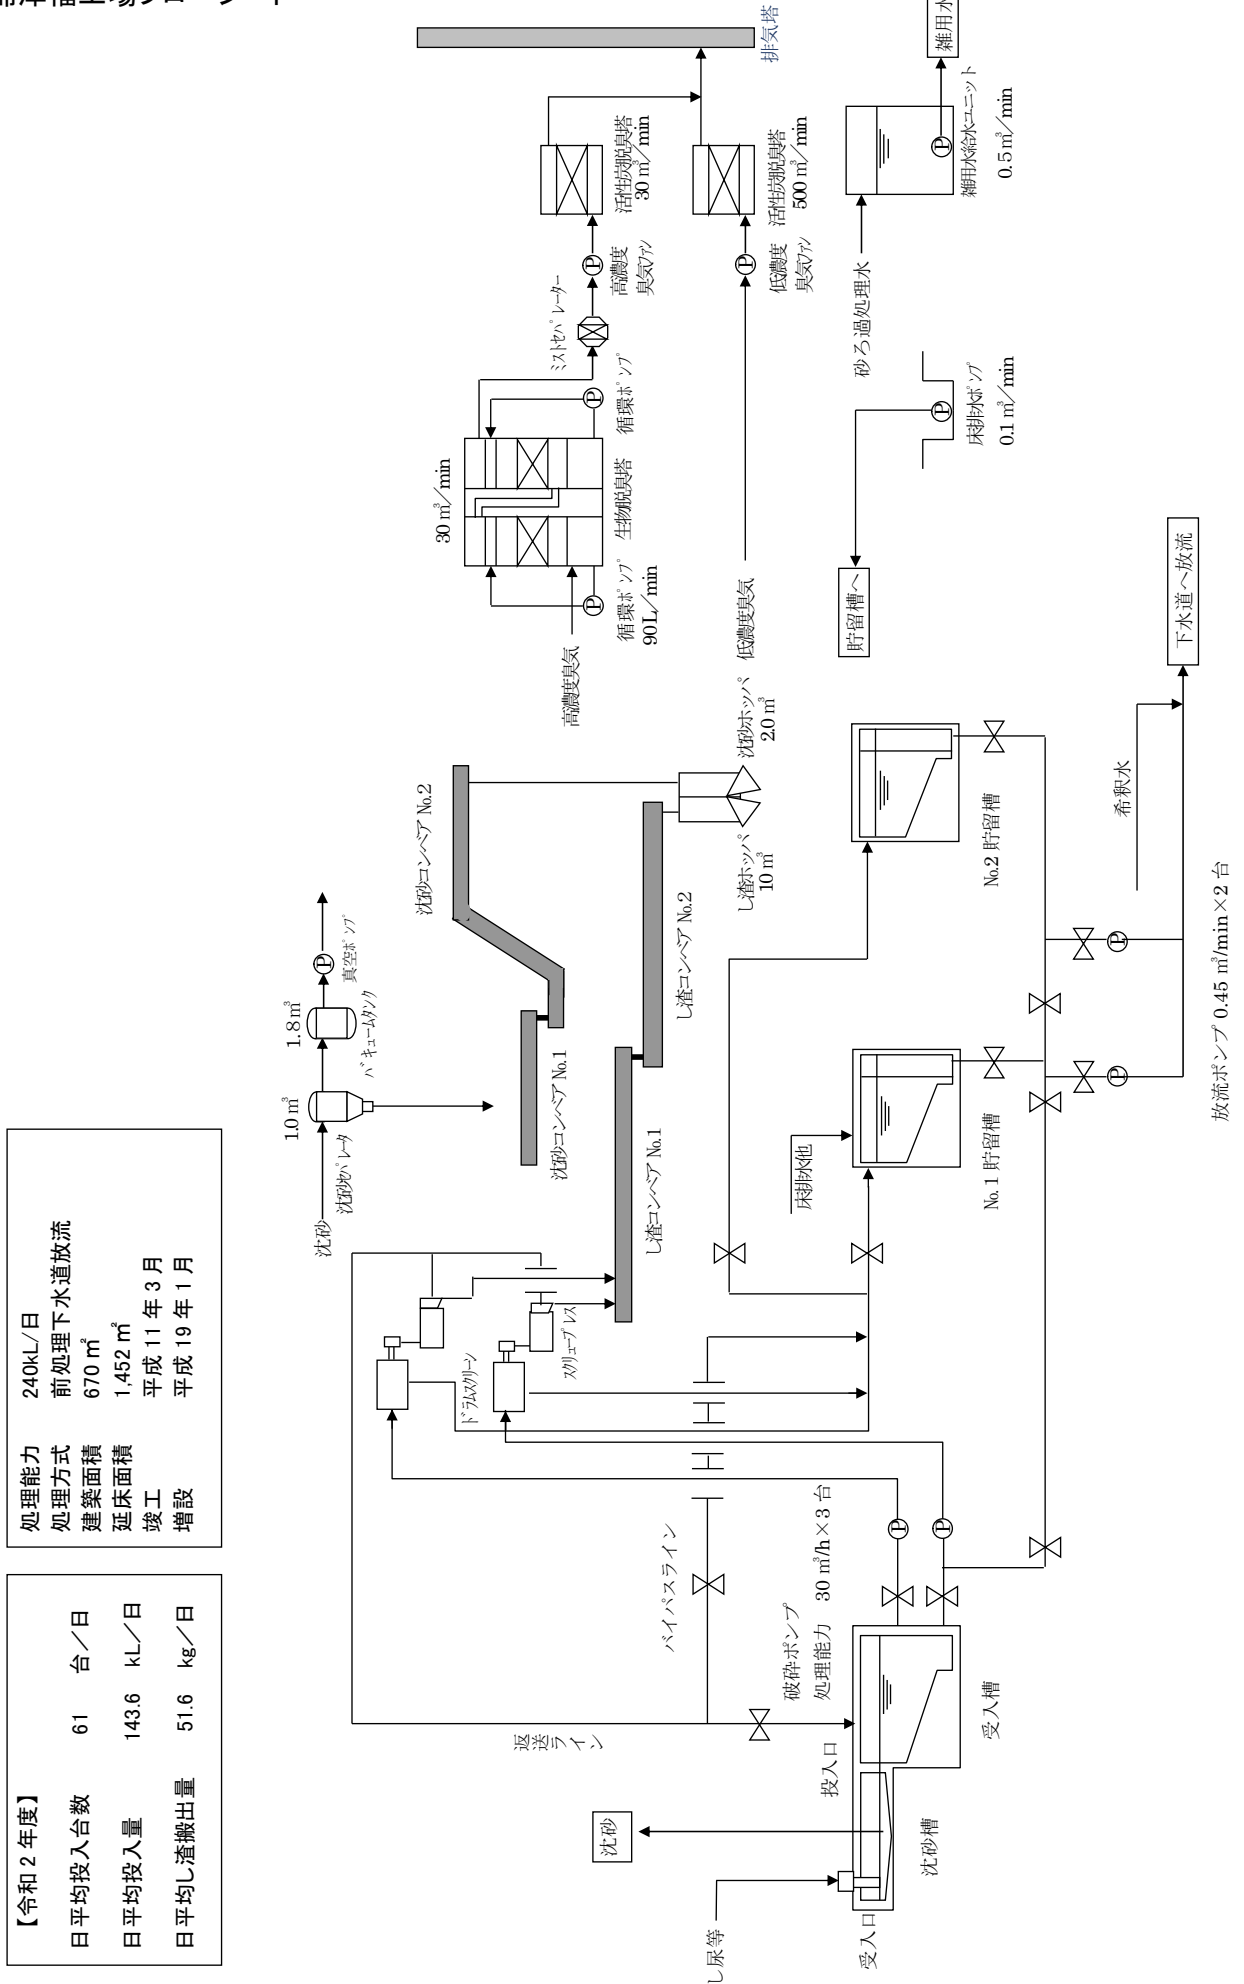 【令和２年度】
日平均投入台数 61 台／日
日平均投入量 143.6 kL／日
日平均し渣搬出量 51.6 kg／日
処理能力 240kL/日
処理方式 前処理下水道放流
建築面積 670 ㎡
延床面積 1,452 ㎡
竣工 平成 11 年 3 月
増設 平成 19 年 1 月
沈砂
1.0 ㎥
沈砂ｾﾊﾟﾚｰﾀ
1.8 ㎥
ﾊﾞｷｭｰﾑﾀﾝｸ
真空ﾎﾟﾝﾌﾟ
沈砂コンベア No.1
沈砂コンベア No.2
し渣コンベア No.1
し渣コンベア No.2
し渣ホッパ
10 ㎥
沈砂ホッパ
2.0 ㎥
ﾄﾞﾗﾑｽｸﾘｰﾝ
ｽｸﾘｭｰﾌﾟﾚｽ
返送ライン
バイパスライン
破砕ポンプ
処理能力 30 ㎥/h×3 台
し尿等
受入口
沈砂
沈砂槽
投入口
受入槽
床排水他
No.1 貯留槽
No.2 貯留槽
放流ポンプ 0.45 ㎥/min×2 台
希釈水
下水道へ放流
高濃度臭気
循環ﾎﾟﾝﾌﾟ
90L／min
生物脱臭塔
30 ㎥／min
循環ﾎﾟﾝﾌﾟ
ﾐｽﾄｾﾊﾟﾚｰﾀｰ
高濃度
臭気ﾌｧﾝ
活性炭脱臭塔
30 ㎥／min
低濃度臭気
低濃度
臭気ﾌｧﾝ
活性炭脱臭塔
500 ㎥／min
排気塔
貯留槽へ
床排水ﾎﾟﾝﾌﾟ
0.1 ㎥／min
砂ろ過処理水
雑用水給水ユニット
0.5 ㎥／min
雑用水
P
P
P
P
P
P
P
P
P
P
P